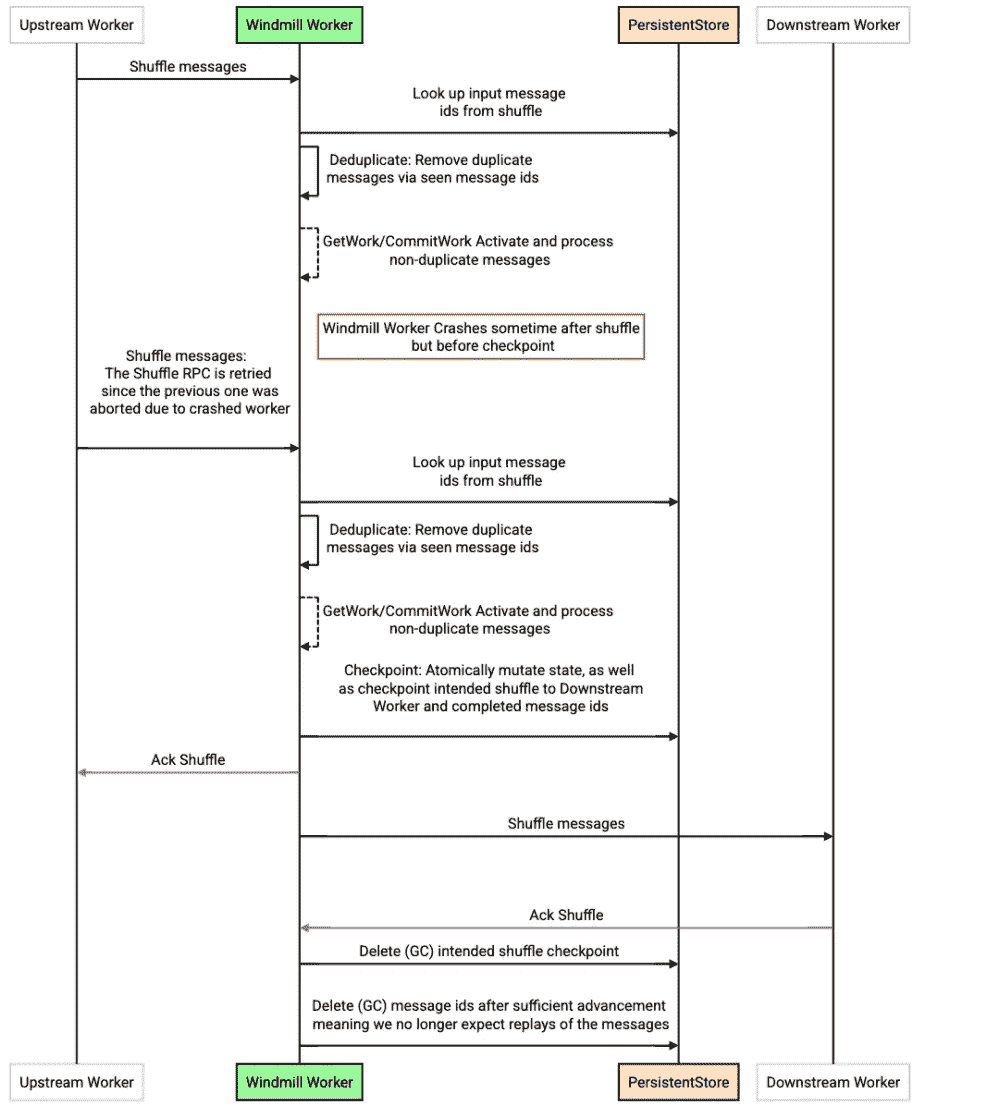 Upstream Worker
Windmill Worker
PersistentStore
Downstream Worker
Shuffle messages
Look up input message
ids from shuffle
Deduplicate: Remove duplicate
messages via seen message ids
GetWork/CommitWork Activate and process
non-duplicate messages
Windmill Worker Crashes sometime after shuffle
but before checkpoint
Shuffle messages:
The Shuffle RPC is retried
since the previous one was
aborted due to crashed worker
Look up input message
ids from shuffle
Deduplicate: Remove duplicate
messages via seen message ids
GetWork/CommitWork Activate and process
non-duplicate messages
Checkpoint: Atomically mutate state, as well
as checkpoint intended shuffle to Downstream
Worker and completed message ids
Ack Shuffle
Shuffle messages
Ack Shuffle
Delete (GC) intended shuffle checkpoint
Delete (GC) message ids after sufficient advancement
meaning we no longer expect replays of the messages
Upstream Worker
Windmill Worker
PersistentStore
Downstream Worker